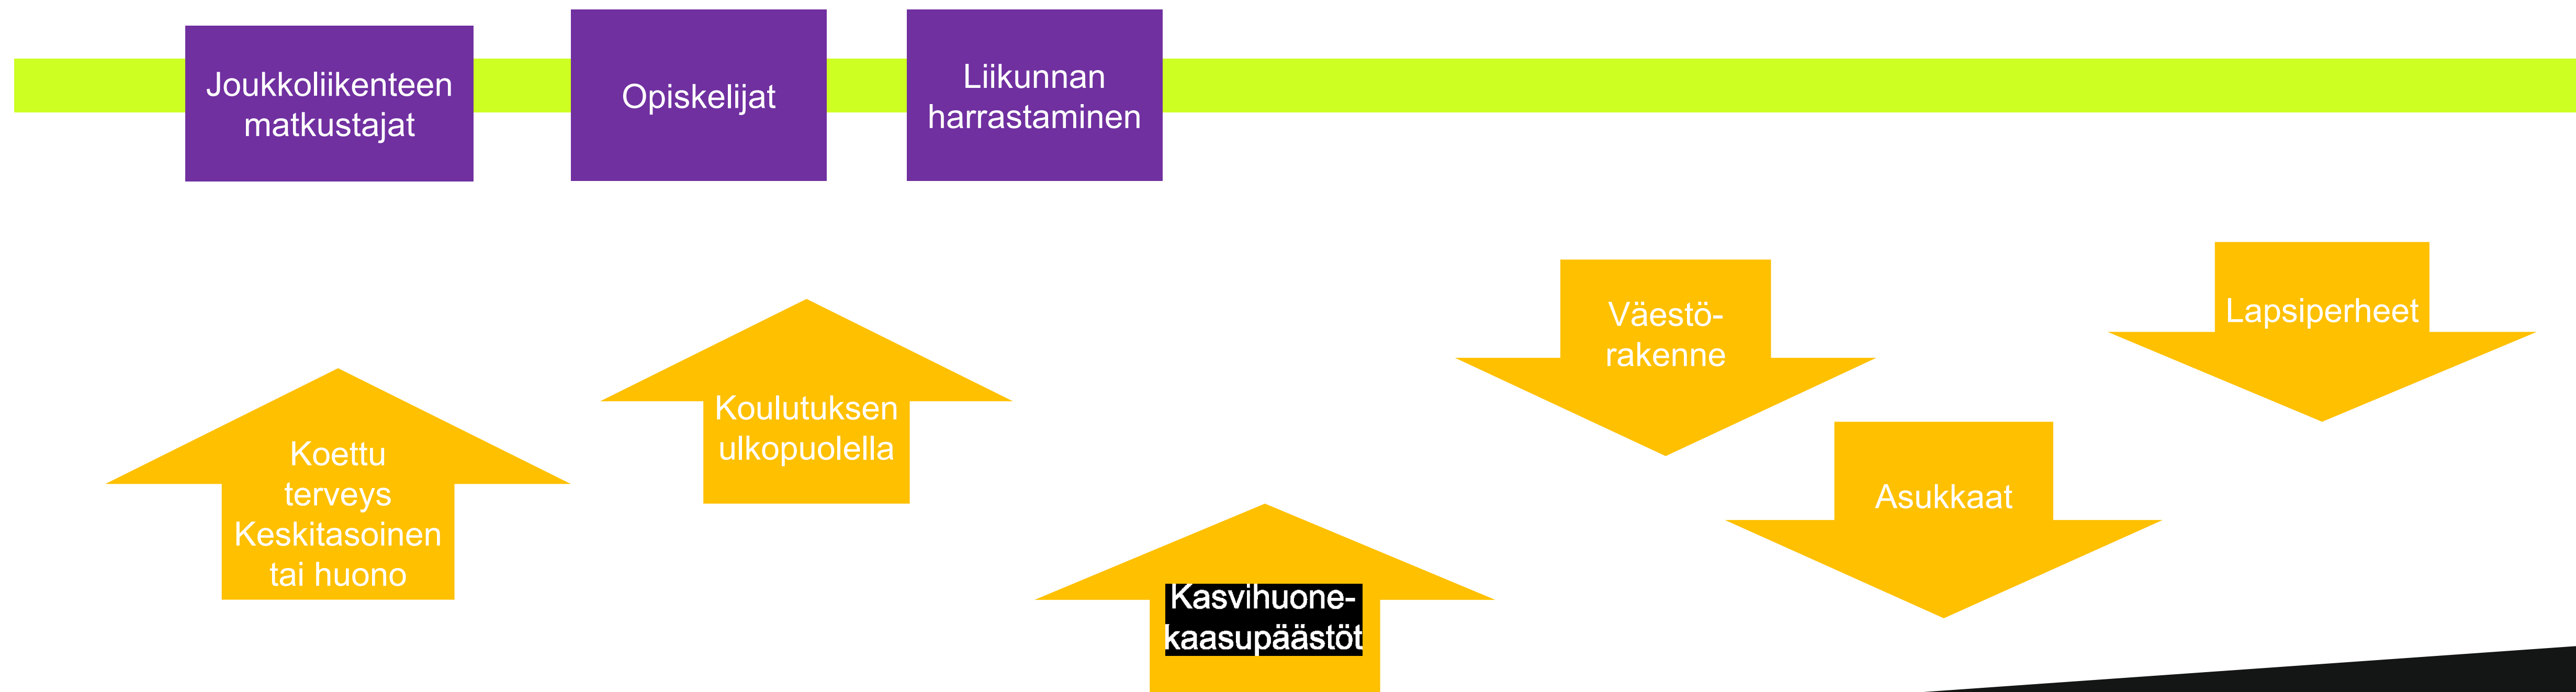 Joukkoliikenteen
matkustajat
Opiskelijat
Liikunnan
harrastaminen
Koettu
terveys
Keskitasoinen
tai huono
Koulutuksen
ulkopuolella
Kasvihuone-
kaasupäästöt
Väestö-
rakenne
Asukkaat
Lapsiperheet